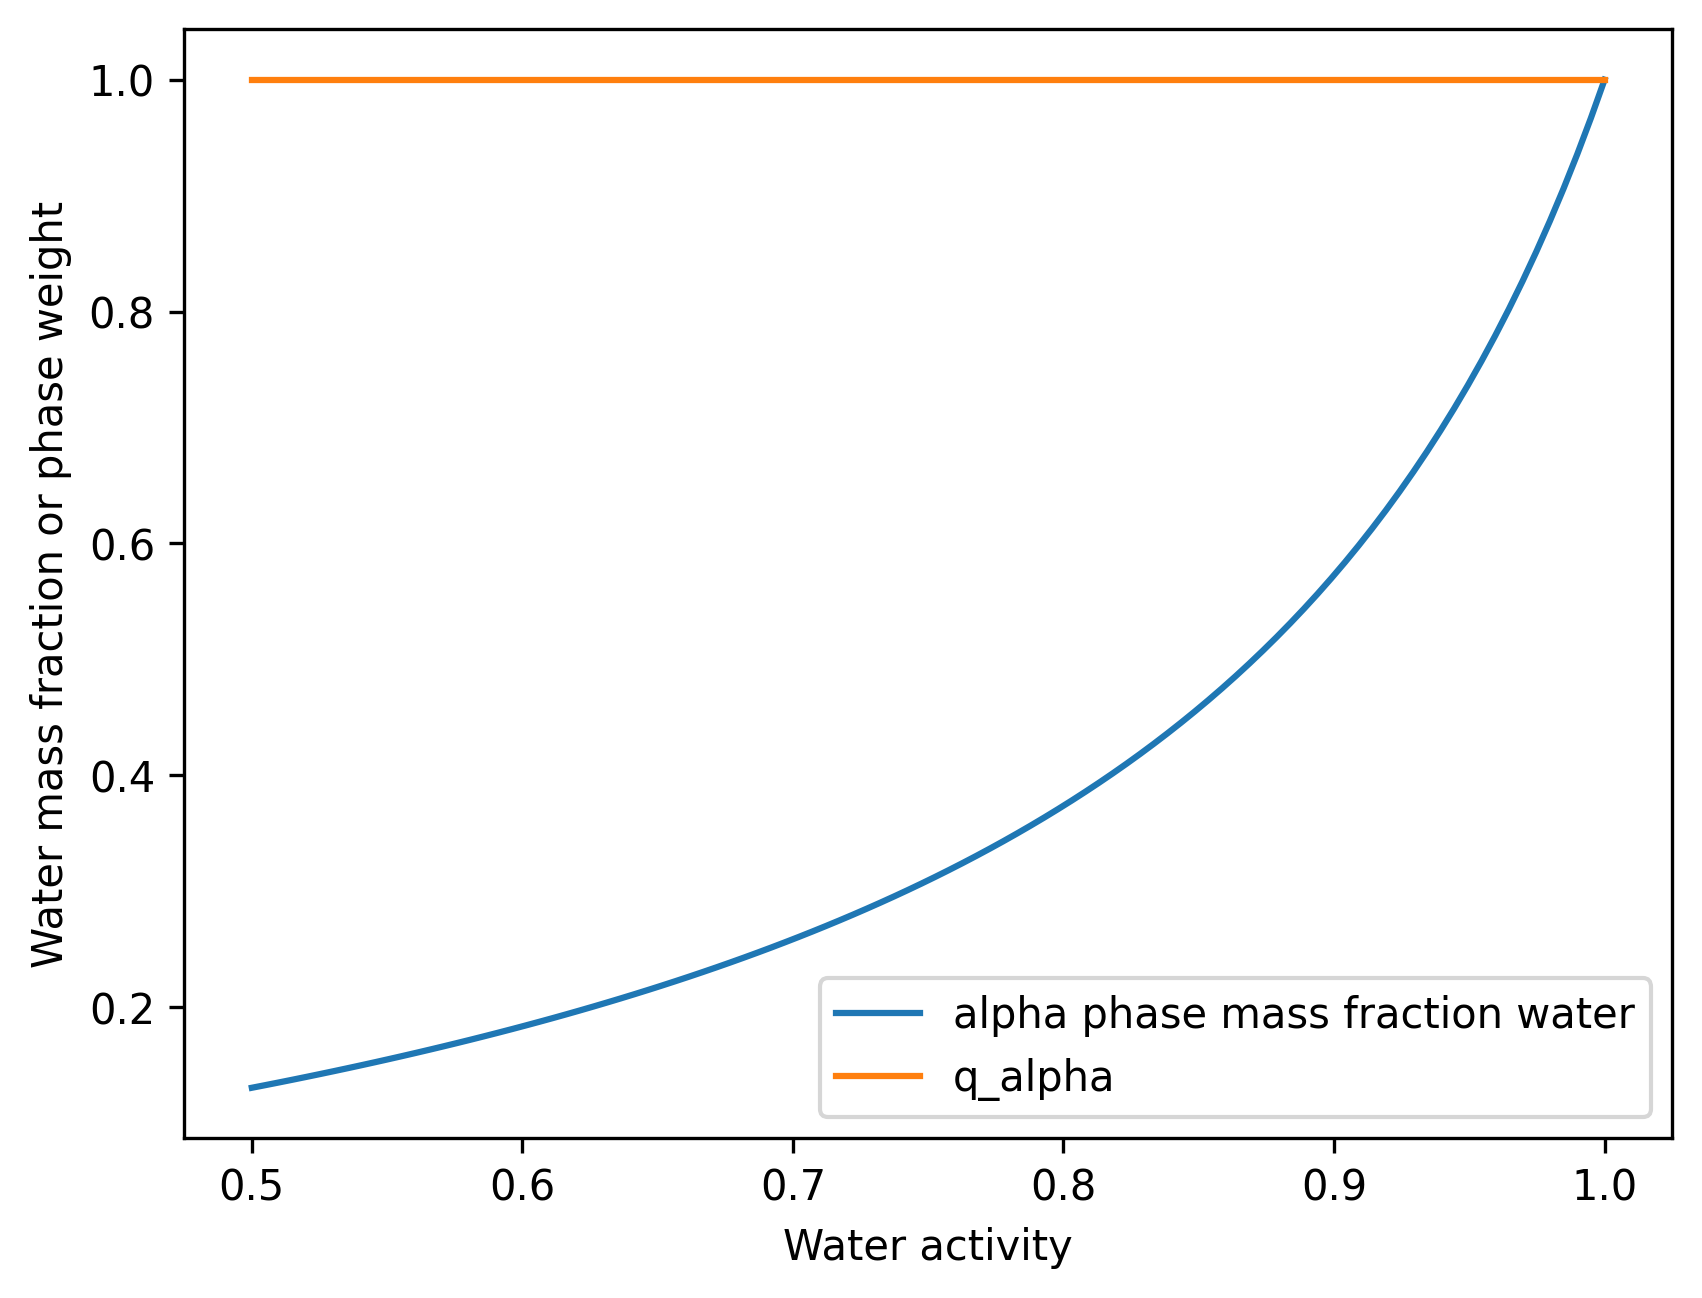 Water mass fraction or phase weight
1.0
0.8
0.6
0.4
0.2
alpha phase mass fraction water
q_alpha
0.5 0.6 0.7 0.8 0.9 1.0
Water activity